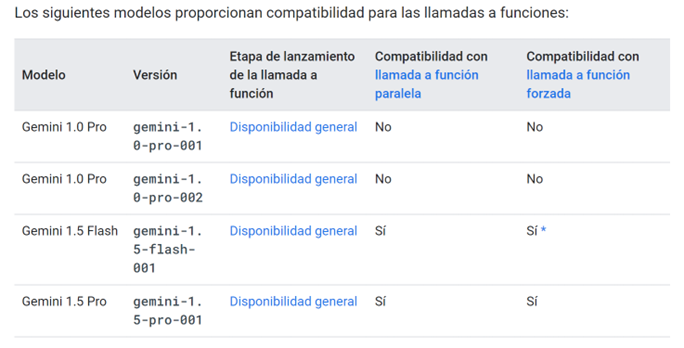 Los siguientes modelos proporcionan compatibilidad para las llamadas a funciones:
Modelo
Versión
Etapa de lanzamiento
de la llamada a
función
Compatibilidad con
llamada a función
paralela
Compatibilidad con
llamada a función
forzada
Gemini 1.0 Pro
gemini-1.
0-pro-001
Disponibilidad general
No
No
Gemini 1.0 Pro
gemini-1.
0-pro-002
Disponibilidad general
No
No
Gemini 1.5 Flash
gemini-1.
5-flash-
001
Disponibilidad general
Sí
Sí *
Gemini 1.5 Pro
gemini-1.
5-pro-001
Disponibilidad general
Sí
Sí